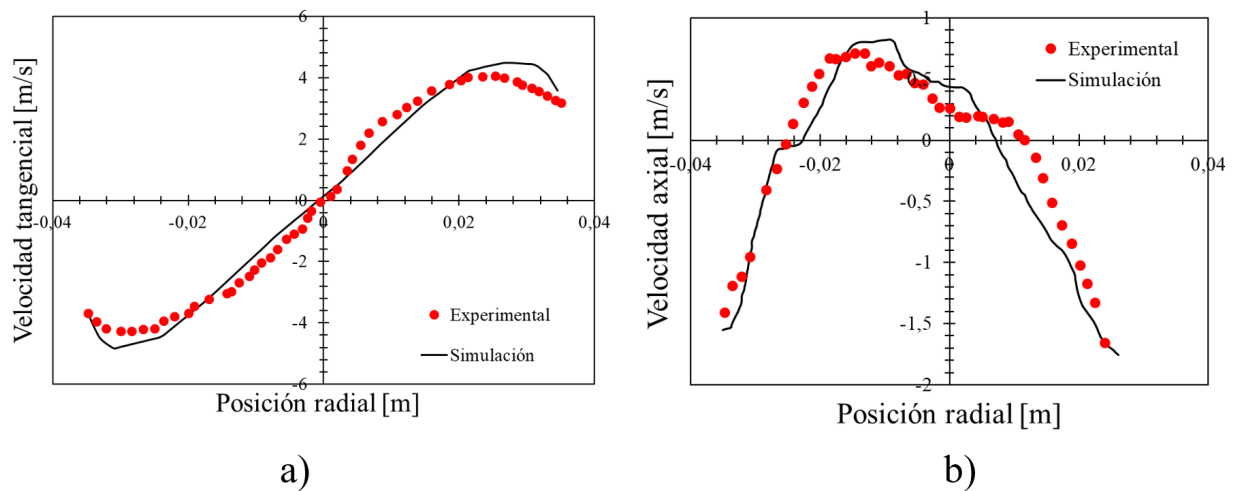 6
4
2
0
-2
-4
-6
-0,04
-0,02
0
0,02
0,04
Velocidad tangencial [m/s]
Posición radial [m]
Experimental
Simulación
a)
1
0,5
0
-0,5
-1
-1,5
-2
-0,04
-0,02
0
0,02
0,04
Velocidad axial [m/s]
Posición radial [m]
Experimental
Simulación
b)